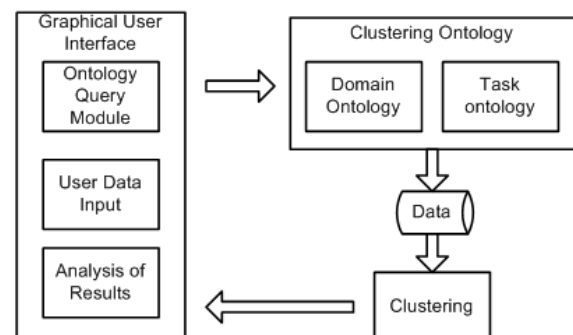 Graphical User
Interface
Ontology
Query
Module
User Data
Input
Analysis of
Results
Clustering Ontology
Domain
Ontology
Task
ontology
Data
Clustering